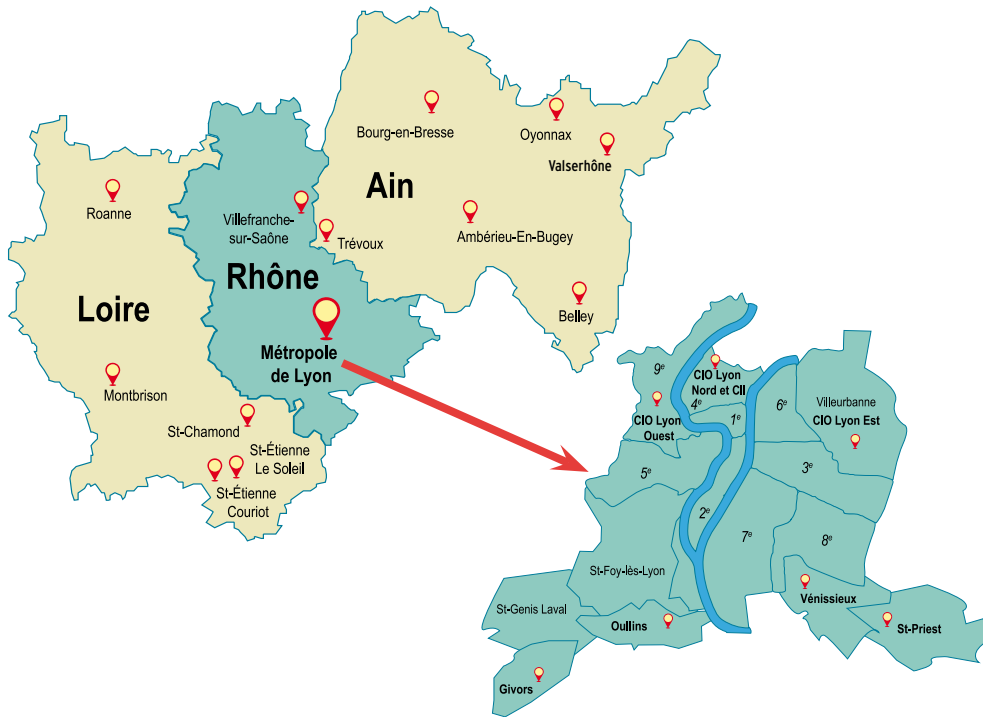 Bourg-en-Bresse
Oyonnax
Valserhône
Ain
Roanne
Villefranche-
sur-Saône
Trévoux
Ambérieu-En-Bugey
Rhône
Loire
Belley
Métropole
de Lyon
Montbrison
St-Chamond
St-Étienne
Le Soleil
St-Étienne
Couriot
9e
CIO Lyon
Nord et CII
4e
1e
6e
Villeurbanne
CIO Lyon Est
CIO Lyon
Ouest
5e
3e
2e
7e
8e
St-Foy-lès-Lyon
Vénissieux
St-Genis Laval
Oullins
St-Priest
Givors